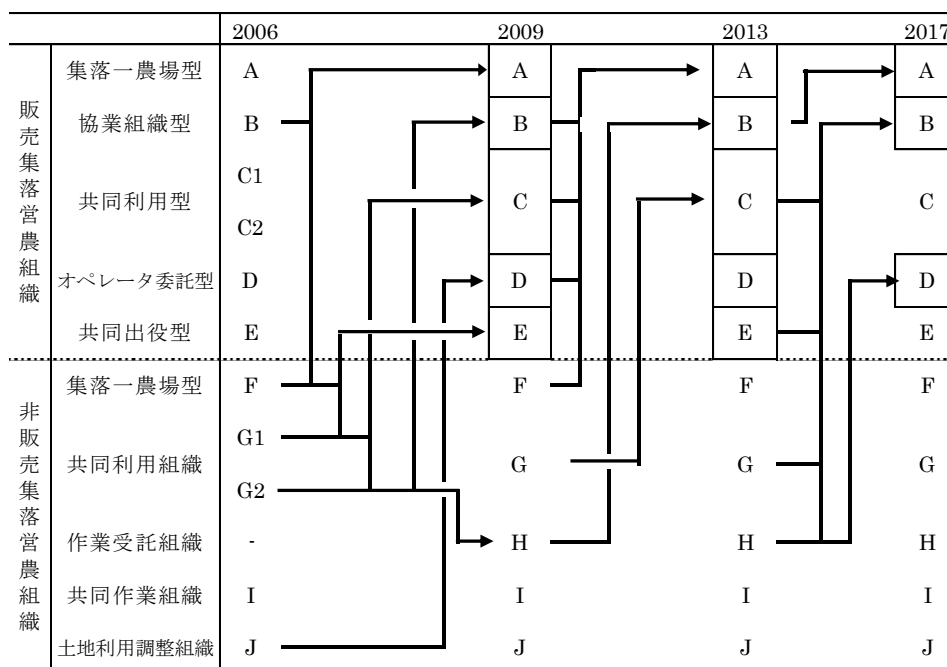 2006 2009 2013 2017
販売集落営農組織
集落一農場型 A A A A
協業組織型 B B B B
C1
共同利用型 C C C
C2
オペレータ委託型 D D D D
共同出役型 E E E E
非販売集落営農組織
集落一農場型 F F F F
G1
共同利用組織 G G G
G2
作業受託組織 - H H H
共同作業組織 I I I I
土地利用調整組織 J J J J